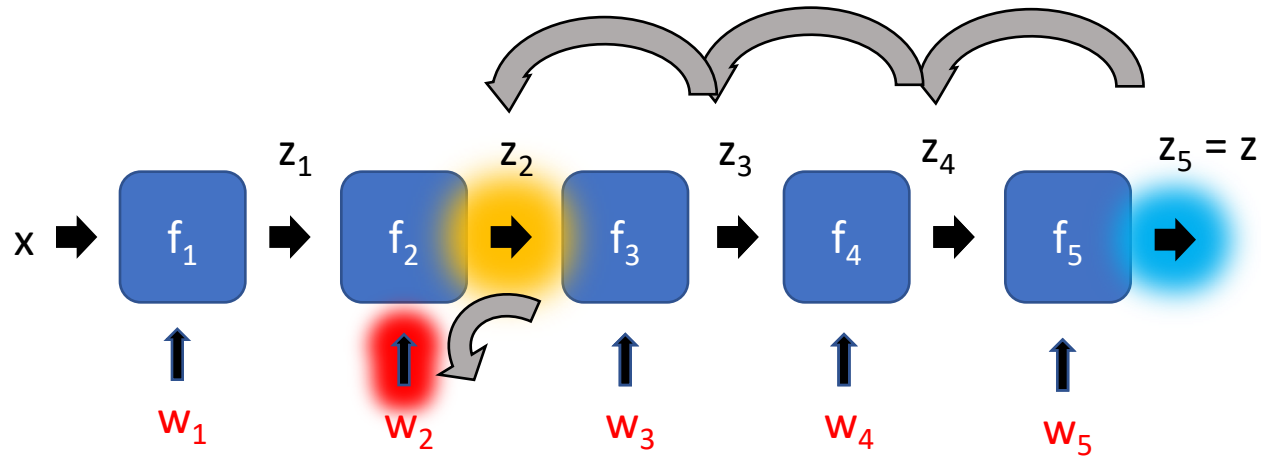 z₁ z₂ z₃ z₄ z₅ = z
x f₁ f₂ f₃ f₄ f₅
w₁ w₂ w₃ w₄ w₅